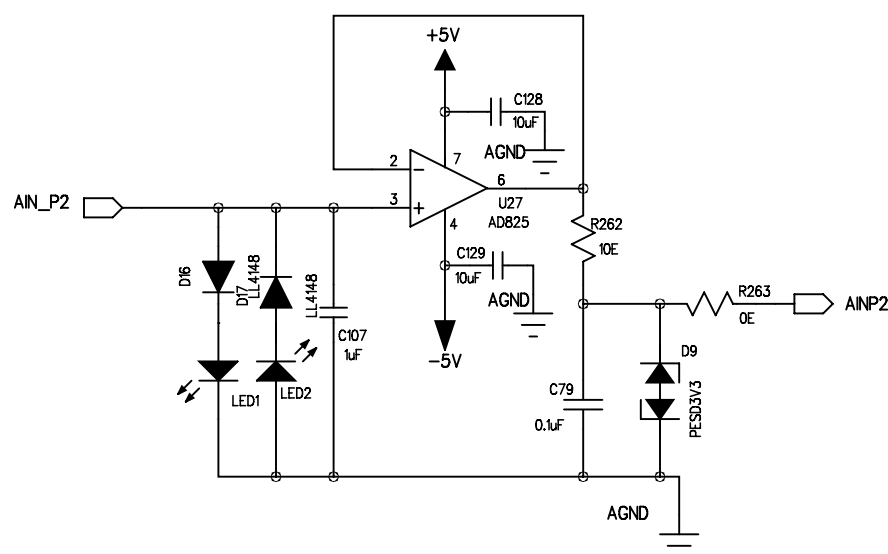 +5V
C128
10uF
AGND
2
7
6
3
4
U27
AD825
AIN_P2
R262
10E
C129
10uF
AGND
-5V
D16
D17
LL4148
LL4148
C107
1uF
R263
0E
AINP2
D9
PESD3V3
LED1
LED2
C79
0.1uF
AGND